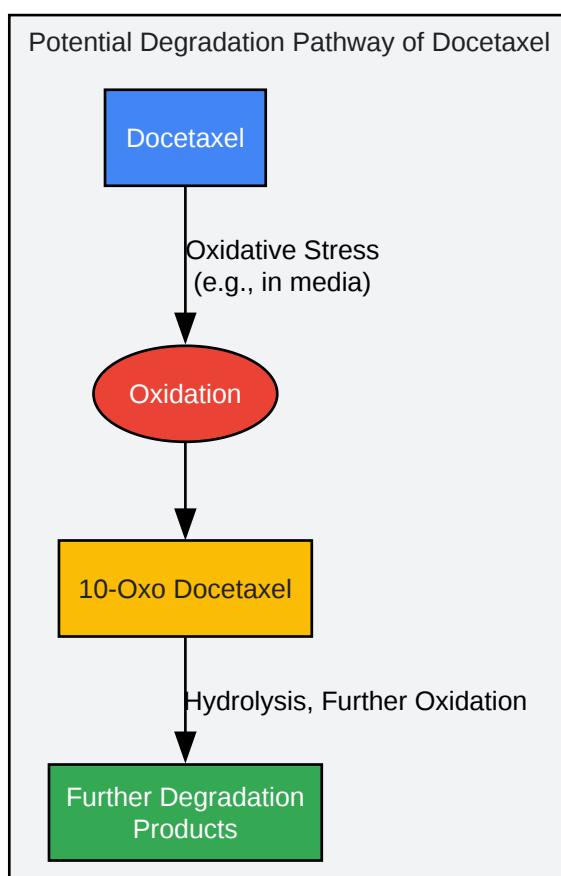 Potential Degradation Pathway of Docetaxel
Docetaxel
Oxidative Stress
(e.g., in media)
Oxidation
10-Oxo Docetaxel
Hydrolysis, Further Oxidation
Further Degradation
Products